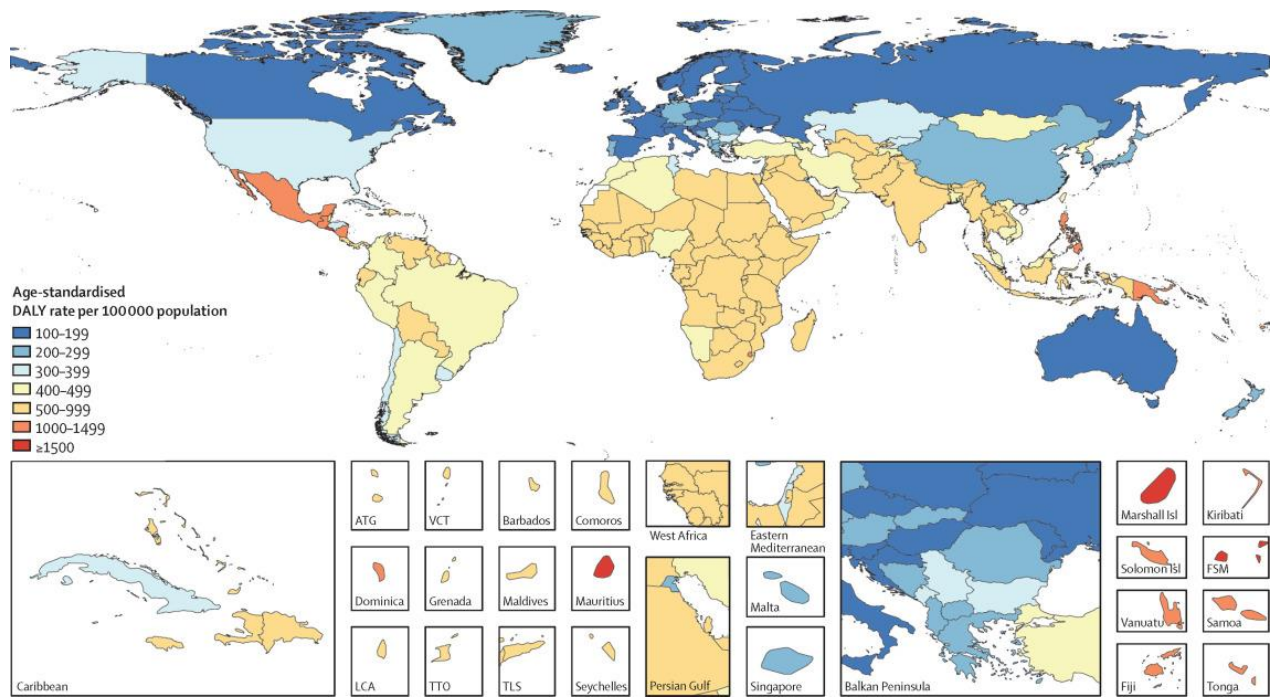 Age-standardised
DALY rate per 100 000 population
100–199
200–299
300–399
400–499
500–999
1000–1499
≥1500
Caribbean
ATG
VCT
Barbados
Comoros
West Africa
Eastern
Mediterranean
Dominica
Grenada
Maldives
Mauritius
Malta
LCA
TTO
TLS
Seychelles
Persian Gulf
Singapore
Balkan Peninsula
Marshall Isl
Kiribati
Solomon Isl
FSM
Vanuatu
Samoa
Fiji
Tonga